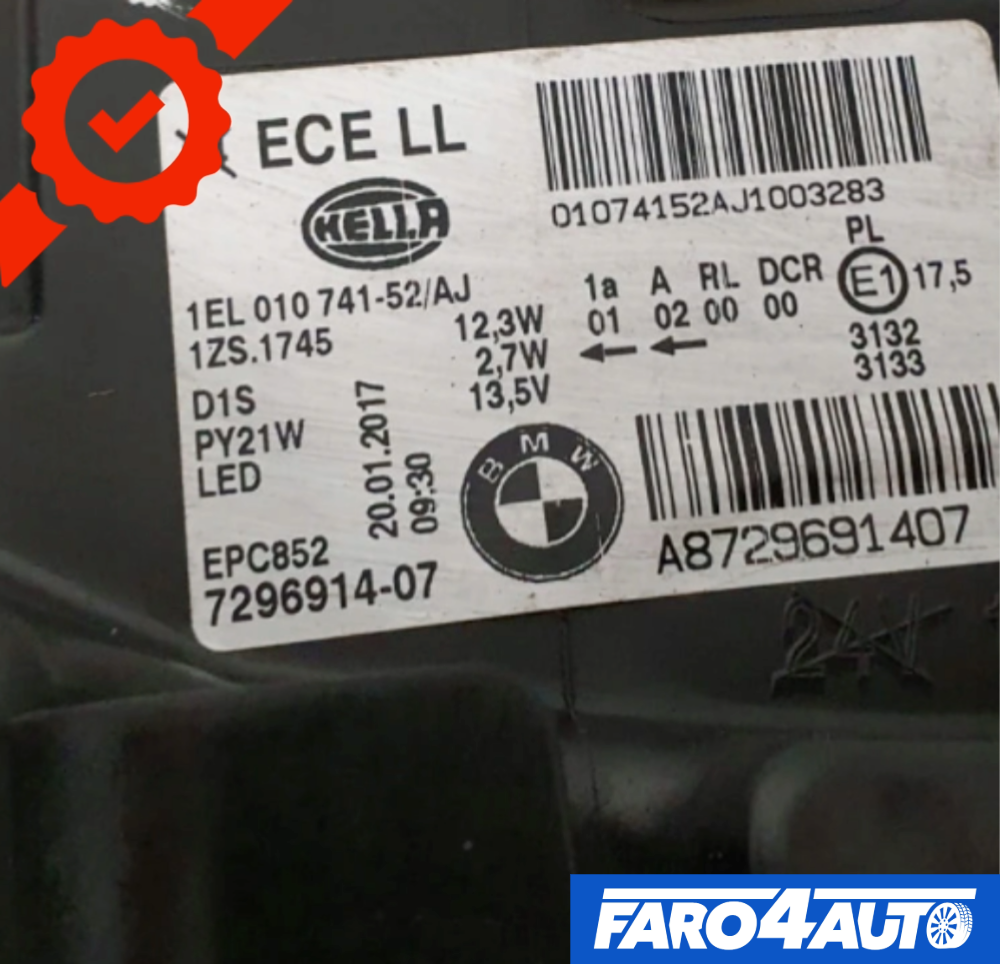 ECE LL
01074152AJ1003283
HELLA
PL
1EL 010 741-52/AJ
1a A RL DCR E1 17,5
1ZS.1745
12,3W 01 02 00 00
2,7W
3132
3133
D1S
13,5V
PY21W
LED
20.01.2017
09:30
BMW
A8729691407
EPC852
7296914-07
24V
FARO4AUTO